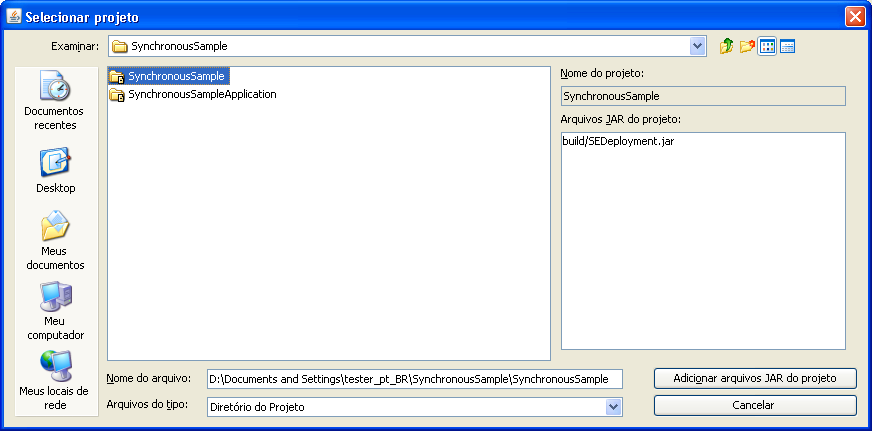 Selecionar projeto
Examinar:
SynchronousSample
Documentos
recentes
Desktop
Meus
documentos
Meu
computador
Meus locais de
rede
SynchronousSample
SynchronousSampleApplication
Nome do projeto:
SynchronousSample
Arquivos JAR do projeto:
build/SEDeployment.jar
Nome do arquivo:
D:\Documents and Settings\tester_pt_BR\SynchronousSample\SynchronousSample
Arquivos do tipo:
Diretório do Projeto
Adicionar arquivos JAR do projeto
Cancelar